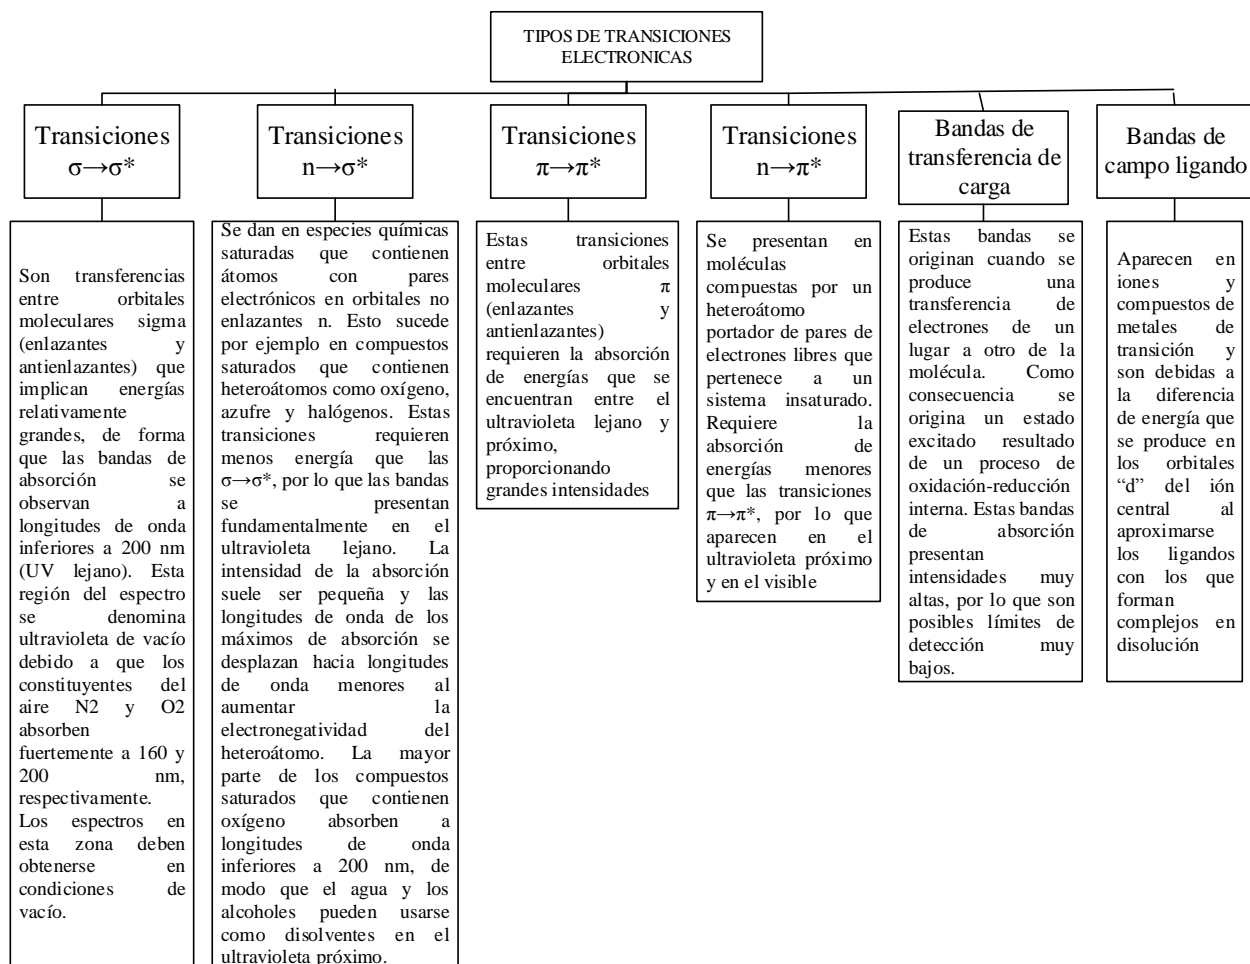 TIPOS DE TRANSICIONES
ELECTRONICAS
Transiciones
σ→σ*
Transiciones
n→σ*
Transiciones
π→π*
Transiciones
n→π*
Bandas de
transferencia de
carga
Bandas de
campo ligando
Son transferencias
entre orbitales
moleculares sigma
(enlazantes y
antienlazantes) que
implican energías
relativamente
grandes, de forma
que las bandas de
absorción se
observan a
longitudes de onda
inferiores a 200 nm
(UV lejano). Esta
región del espectro
se denomina
ultravioleta de vacío
debido a que los
constituyentes del
aire N2 y O2
absorben
fuertemente a 160 y
200 nm,
respectivamente.
Los espectros en
esta zona deben
obtenerse en
condiciones de
vacío.
Se dan en especies químicas
saturadas que contienen
átomos con pares
electrónicos en orbitales no
enlazantes n. Esto sucede
por ejemplo en compuestos
saturados que contienen
heteroátomos como oxígeno,
azufre y halógenos. Estas
transiciones requieren
menos energía que las
σ→σ*, por lo que las bandas
se presentan
fundamentalmente en el
ultravioleta lejano. La
intensidad de la absorción
suele ser pequeña y las
longitudes de onda de los
máximos de absorción se
desplazan hacia longitudes
de onda menores al
aumentar la
electronegatividad del
heteroátomo. La mayor
parte de los compuestos
saturados que contienen
oxígeno absorben a
longitudes de onda
inferiores a 200 nm, de
modo que el agua y los
alcoholes pueden usarse
como disolventes en el
ultravioleta próximo.
Estas transiciones
entre orbitales
moleculares π
(enlazantes y
antienlazantes)
requieren la absorción
de energías que se
encuentran entre el
ultravioleta lejano y
próximo,
proporcionando
grandes intensidades
Se presentan en
moléculas
compuestas por un
heteroátomo
portador de pares de
electrones libres que
pertenece a un
sistema insaturado.
Requiere la
absorción de
energías menores
que las transiciones
π→π*, por lo que
aparecen en el
ultravioleta próximo
y en el visible
Estas bandas se
originan cuando se
produce una
transferencia de
electrones de un
lugar a otro de la
molécula. Como
consecuencia se
origina un estado
excitado resultado
de un proceso de
oxidación-reducción
interna. Estas bandas
de absorción
presentan
intensidades muy
altas, por lo que son
posibles límites de
detección muy
bajos.
Aparecen en
iones y
compuestos de
metales de
transición y
son debidas a
la diferencia
de energía que
se produce en
los orbitales
“d” del ión
central al
aproximarse
los ligandos
con los que
forman
complejos en
disolución